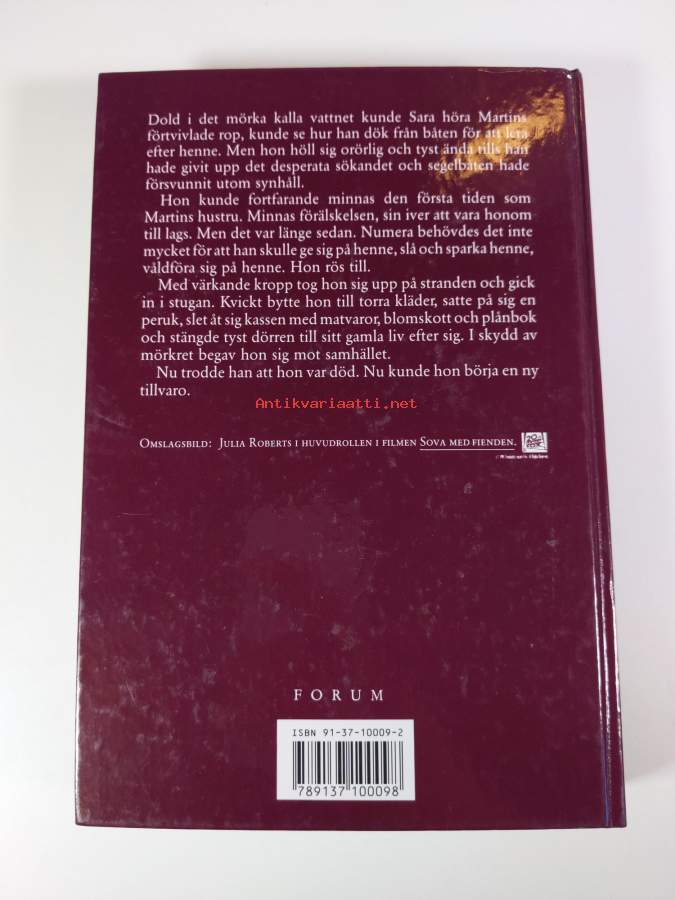 Dold i det mörka kalla vattnet kunde Sara höra Martins
förtvivlade rop, kunde se hur han dök från båten för att leta
efter henne. Men hon höll sig orörlig och tyst ända tills han
hade givit upp det desperata sökandet och segelbåten hade
försvunnit utom synhåll.
Hon kunde fortfarande minnas den första tiden som
Martins hustru. Minnas förälskelsen, sin iver att vara honom
till lags. Men det var länge sedan. Numera behövdes det inte
mycket för att han skulle ge sig på henne, slå och sparka henne,
våldföra sig på henne. Hon rös till.
Med värkande kropp tog hon sig upp på stranden och gick
in i stugan. Kvickt bytte hon till torra kläder, satte på sig en
peruk, slet åt sig kassen med matvaror, blomskott och plånbok
och stängde tyst dörren till sitt gamla liv efter sig. I skydd av
mörkret begav hon sig mot samhället.
Nu trodde han att hon var död. Nu kunde hon börja en ny
tillvaro.
Antikvariaatti.net
OMSLAGSBILD: JULIA ROBERTS I HUVUDROLLEN I FILMEN SOVA MED FIENDEN.
FORUM
ISBN 91-37-10009-2
789137 100098